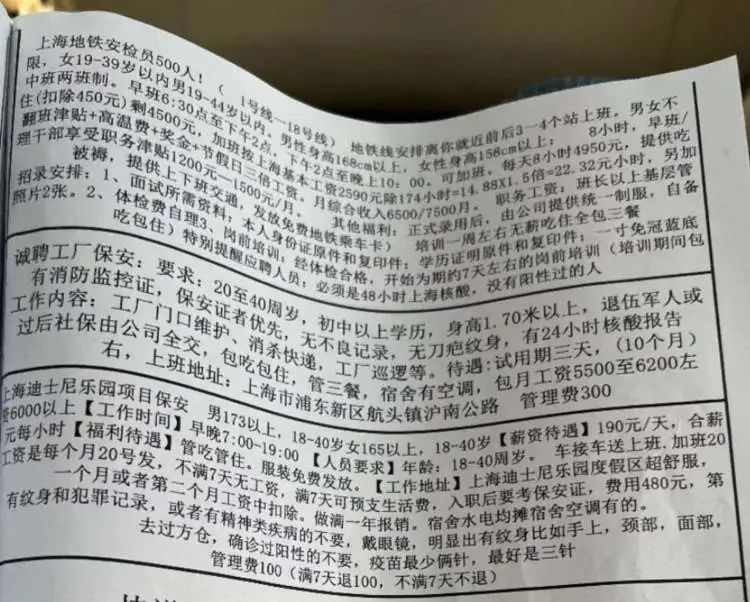 上海地铁安检员500人！（ 1号线—18号线） 地铁线安排离你就近前后3—4个站上班。男女不
限，女19-39岁以内男19-44岁以内。男性身高168cm以上，女性身高158cm以上； 8小时，早班/
中班两班制。早班6:30点至下午2点，下午2点至晚上10：00。可加班。每天8小时4950元，提供吃
住(扣除450元)剩4500元，加班按上海基本工资2590元除174小时=14.88X1.5倍=22.32元小时，另加
翻班津贴+高温费+奖金+节假日三倍工资。月综合收入6500/7500月。 职务工资：班长以上基层管
理干部享受职务津贴1200元—1500元/月。 其他福利：正式录用后，由公司提供统一制服，自备
被褥，提供上下班交通，发放免费地铁乘车卡） 培训一周左右无薪吃住全包三餐
招录安排：1、面试所需资料：本人身份证原件和复印件；学历证明原件和复印件；一寸免冠蓝底
照片2张。2、体检费自理3、岗前培训：经体检合格，开始为期约7天左右的岗前培训（培训期间包
吃包住）特别提醒应聘人员：必须是48小时上海核酸，没有阳性过的人
诚聘工厂保安：要求：20至40周岁，初中以上学历，身高1.70米以上，退伍军人或
有消防监控证，保安证者优先，无不良记录，无刀疤纹身，有24小时核酸报告
工作内容：工厂门口维护、消杀快递，工厂巡逻等。待遇:试用期三天，(10个月)
过后社保由公司全交，包吃包住，管三餐，宿舍有空调，包月工资5500至6200左
右，上班地址：上海市浦东新区航头镇沪南公路 管理费300
上海迪士尼乐园项目保安 男173以上，18-40岁女165以上，18-40岁【薪资待遇】190元/天，合薪
资6000以上【工作时间】早晚7:00-19:00【人员要求】年龄：18-40周岁。 车接车送上班.加班20
元每小时【福利待遇】管吃管住。服装免费发放。【工作地址】上海迪士尼乐园度假区超舒服，
工资是每个月20号发，不满7天无工资，满7天可预支生活费，入职后要考保安证，费用480元，第
一个月或者第二个月工资中扣除。做满一年报销。宿舍水电均摊宿舍空调有的。
有纹身和犯罪记录，或者有精神类疾病的不要，戴眼镜，明显出有纹身比如手上，颈部，面部，
去过方仓，确诊过阳性的不要，疫苗最少俩针，最好是三针
管理费100（满7天退100，不满7天不退）